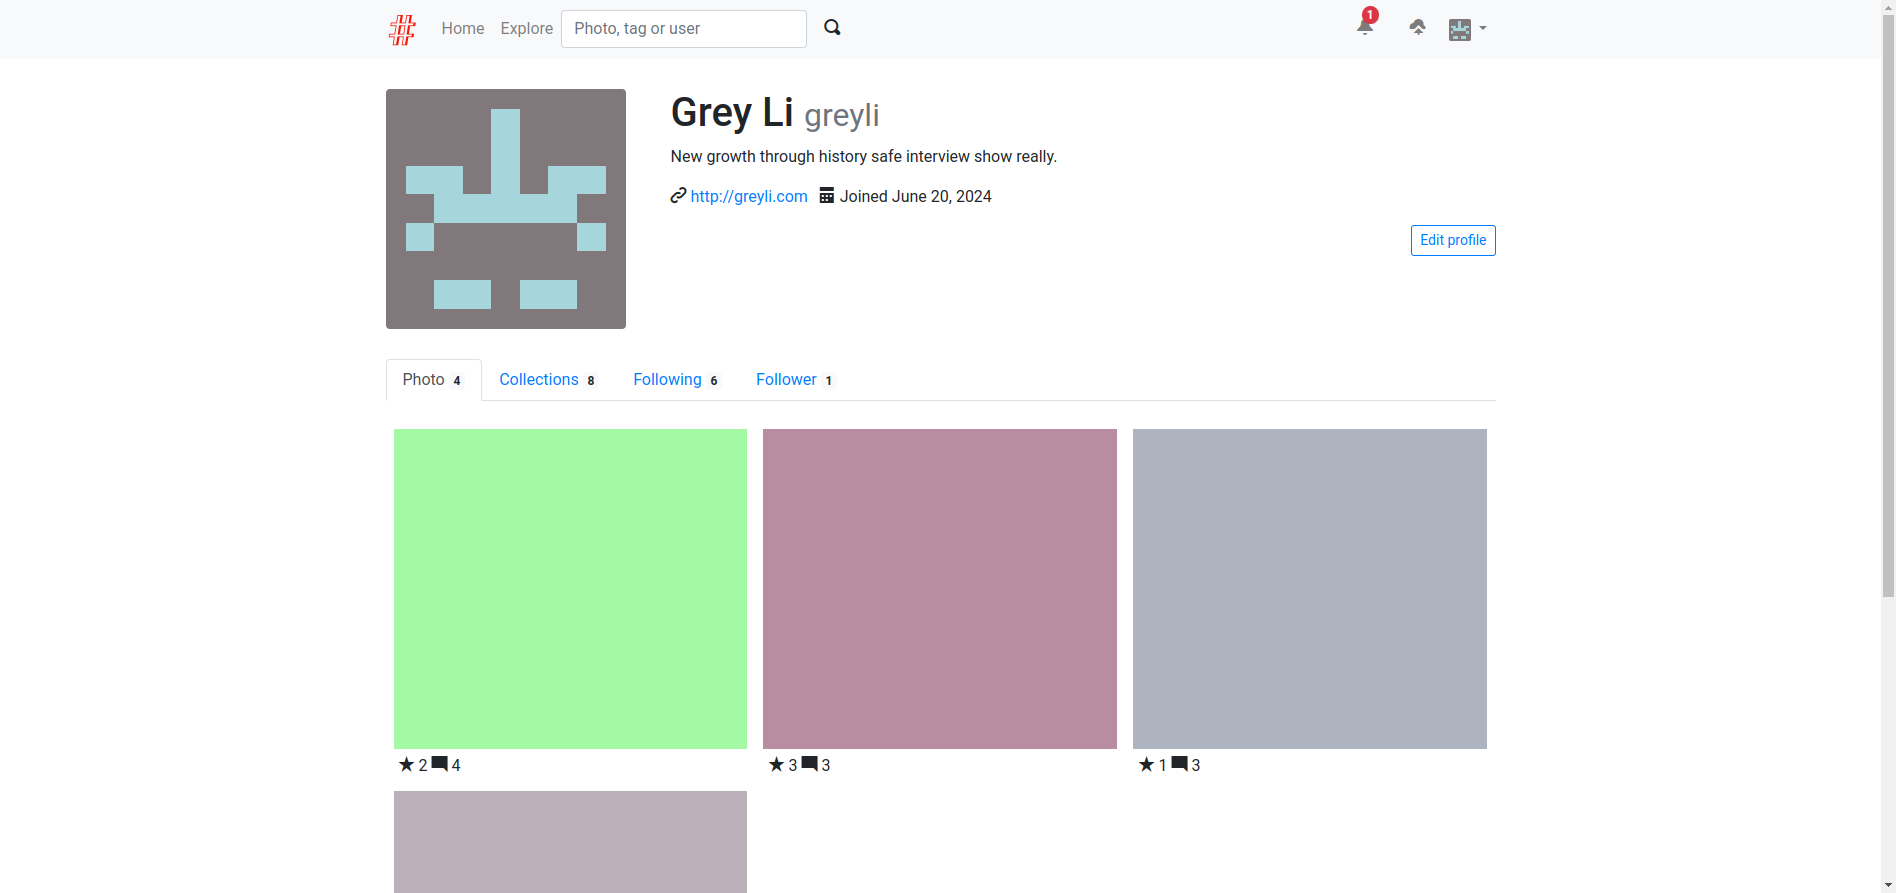 # Home Explore Photo, tag or user 1
Grey Li greyli
New growth through history safe interview show really.
http://greyli.com Joined June 20, 2024
Edit profile
Photo 4 Collections 8 Following 6 Follower 1
2 4 3 3 1 3